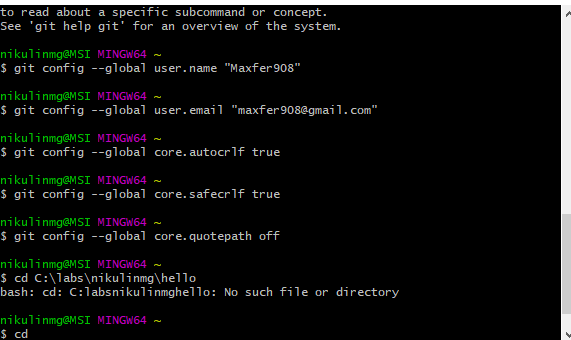 to read about a specific subcommand or concept.
See 'git help git' for an overview of the system.
nikulinmg@MSI MINGW64 ~
$ git config --global user.name "Maxfer908"
nikulinmg@MSI MINGW64 ~
$ git config --global user.email "maxfer908@gmail.com"
nikulinmg@MSI MINGW64 ~
$ git config --global core.autocrlf true
nikulinmg@MSI MINGW64 ~
$ git config --global core.safecrlf true
nikulinmg@MSI MINGW64 ~
$ git config --global core.quotepath off
nikulinmg@MSI MINGW64 ~
$ cd C:\labs\nikulinmg\hello
bash: cd: C:labsnikulinmghello: No such file or directory
nikulinmg@MSI MINGW64 ~
$ cd